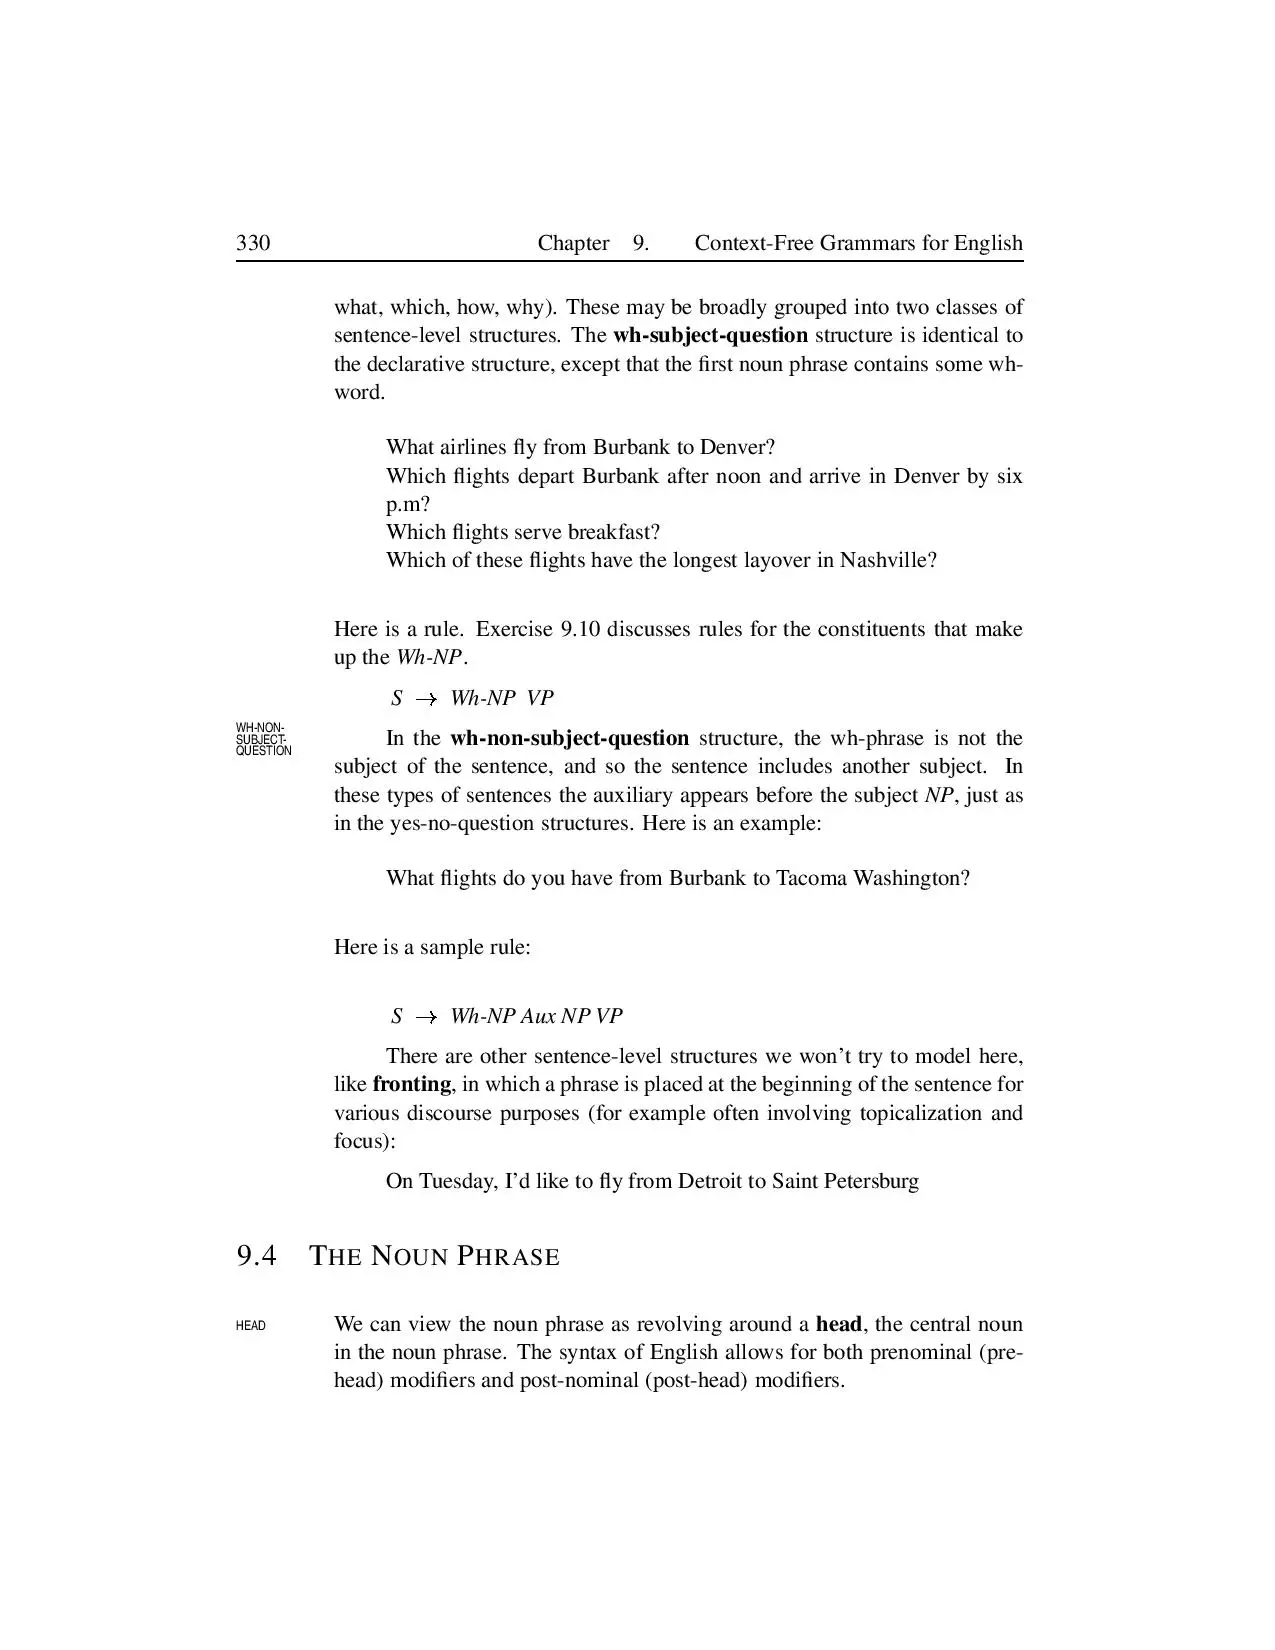 330 Chapter 9. Context-Free Grammars for English
what, which, how, why). These may be broadly grouped into two classes of
sentence-level structures. The wh-subject-question structure is identical to
the declarative structure, except that the first noun phrase contains some wh-
word.
What airlines fly from Burbank to Denver?
Which flights depart Burbank after noon and arrive in Denver by six
p.m?
Which flights serve breakfast?
Which of these flights have the longest layover in Nashville?
Here is a rule. Exercise 9.10 discusses rules for the constituents that make
up the Wh-NP.
S → Wh-NP VP
WH-NON-
SUBJECT-
QUESTION
In the wh-non-subject-question structure, the wh-phrase is not the
subject of the sentence, and so the sentence includes another subject. In
these types of sentences the auxiliary appears before the subject NP, just as
in the yes-no-question structures. Here is an example:
What flights do you have from Burbank to Tacoma Washington?
Here is a sample rule:
S → Wh-NP Aux NP VP
There are other sentence-level structures we won't try to model here,
like fronting, in which a phrase is placed at the beginning of the sentence for
various discourse purposes (for example often involving topicalization and
focus):
On Tuesday, I'd like to fly from Detroit to Saint Petersburg
9.4 THE NOUN PHRASE
HEAD
We can view the noun phrase as revolving around a head, the central noun
in the noun phrase. The syntax of English allows for both prenominal (pre-
head) modifiers and post-nominal (post-head) modifiers.